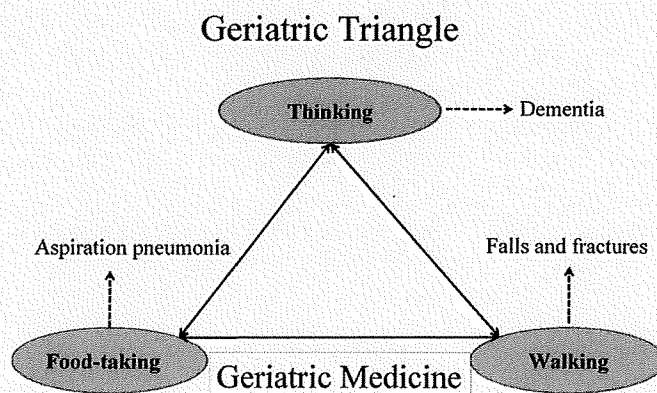 Geriatric Triangle
Thinking
Dementia
Aspiration pneumonia
Falls and fractures
Food-taking
Walking
Geriatric Medicine